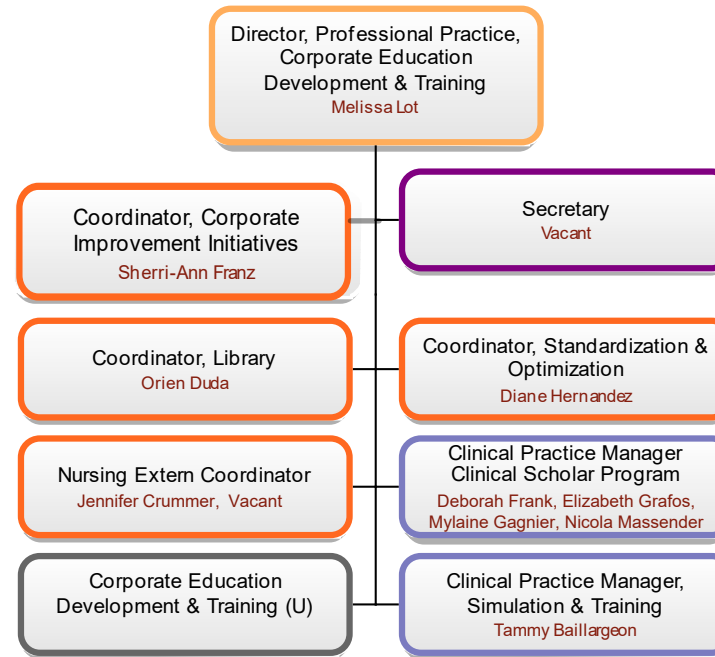 Director, Professional Practice,
Corporate Education
Development & Training
Melissa Lot
Coordinator, Corporate
Improvement Initiatives
Sherri-Ann Franz
Secretary
Vacant
Coordinator, Library
Orien Duda
Coordinator, Standardization &
Optimization
Diane Hernandez
Nursing Extern Coordinator
Jennifer Crummer, Vacant
Clinical Practice Manager
Clinical Scholar Program
Deborah Frank, Elizabeth Grafos,
Mylaine Gagnier, Nicola Massender
Corporate Education
Development & Training (U)
Clinical Practice Manager,
Simulation & Training
Tammy Baillargeon